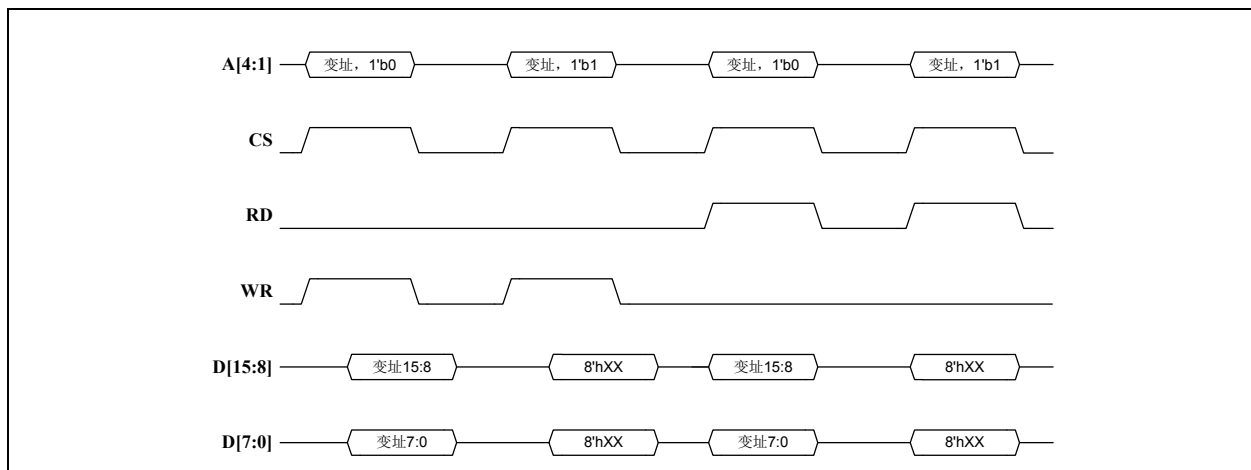 A[4:1] 变址，1'b0 变址，1'b1 变址，1'b0 变址，1'b1
CS
RD
WR
D[15:8] 变址15:8 8'hXX 变址15:8 8'hXX
D[7:0] 变址7:0 8'hXX 变址7:0 8'hXX